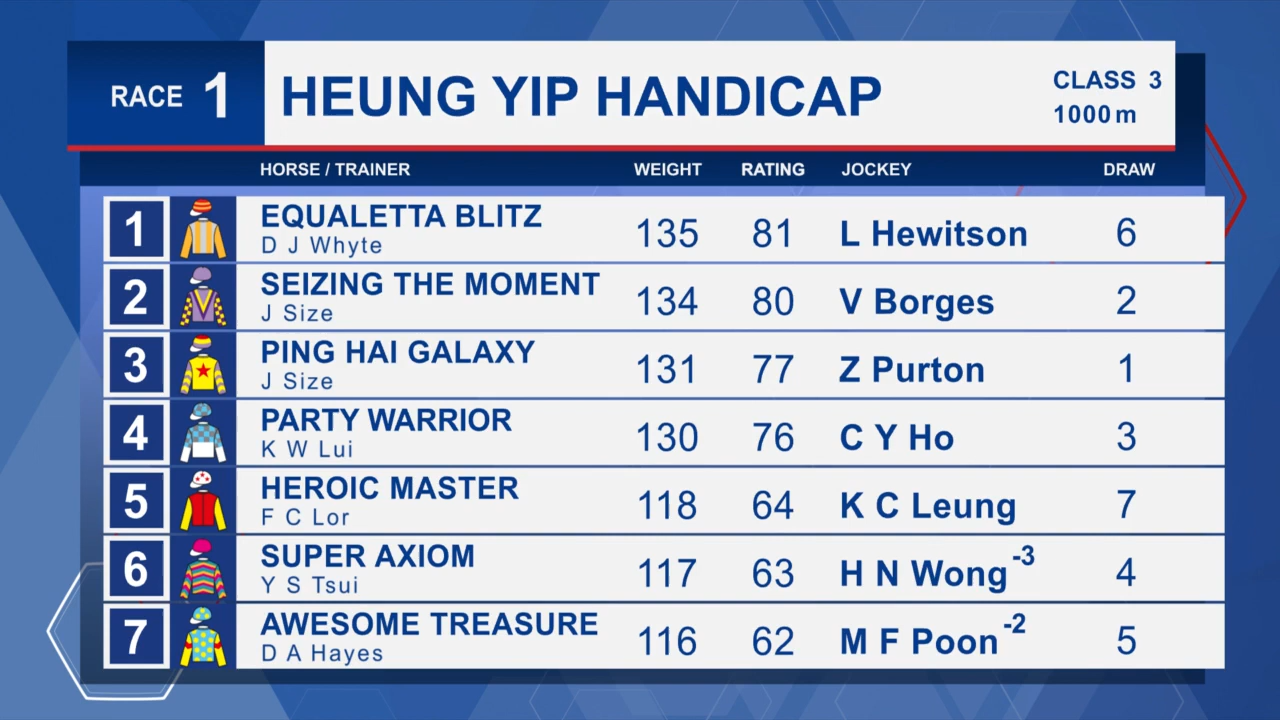 RACE 1 HEUNG YIP HANDICAP CLASS 3
1000 m
HORSE / TRAINER WEIGHT RATING JOCKEY DRAW
1 EQUALETTA BLITZ 135 81 L Hewitson 6
D J Whyte
2 SEIZING THE MOMENT 134 80 V Borges 2
J Size
3 PING HAI GALAXY 131 77 Z Purton 1
J Size
4 PARTY WARRIOR 130 76 C Y Ho 3
K W Lui
5 HEROIC MASTER 118 64 K C Leung 7
F C Lor
6 SUPER AXIOM 117 63 H N Wong -3 4
Y S Tsui
7 AWESOME TREASURE 116 62 M F Poon -2 5
D A Hayes